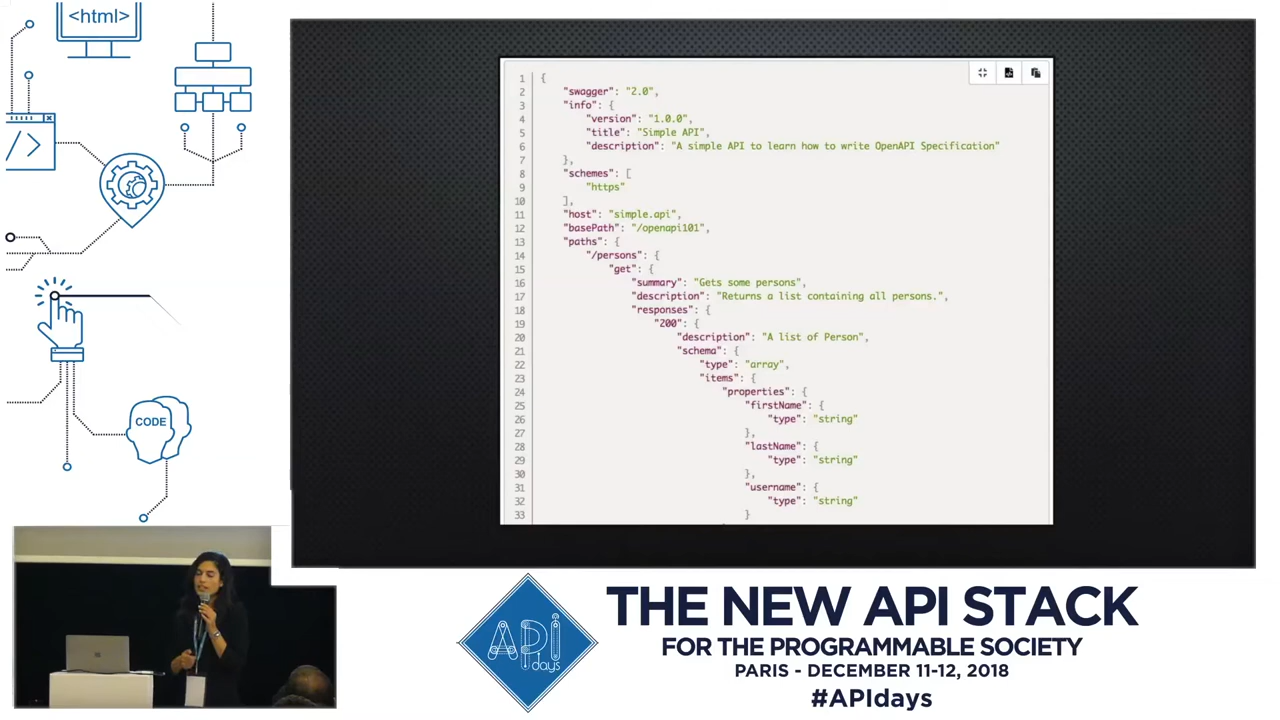 <html>
</>
CODE
1 {
2 "swagger": "2.0",
3 "info": {
4 "version": "1.0.0",
5 "title": "Simple API",
6 "description": "A simple API to learn how to write OpenAPI Specification"
7 },
8 "schemes": [
9 "https"
10 ],
11 "host": "simple.api",
12 "basePath": "/openapi101",
13 "paths": {
14 "/persons": {
15 "get": {
16 "summary": "Gets some persons",
17 "description": "Returns a list containing all persons.",
18 "responses": {
19 "200": {
20 "description": "A list of Person",
21 "schema": {
22 "type": "array",
23 "items": {
24 "properties": {
25 "firstName": {
26 "type": "string"
27 },
28 "lastName": {
29 "type": "string"
30 },
31 "username": {
32 "type": "string"
33 }
API
days
THE NEW API STACK
FOR THE PROGRAMMABLE SOCIETY
PARIS - DECEMBER 11-12, 2018
#APIdays